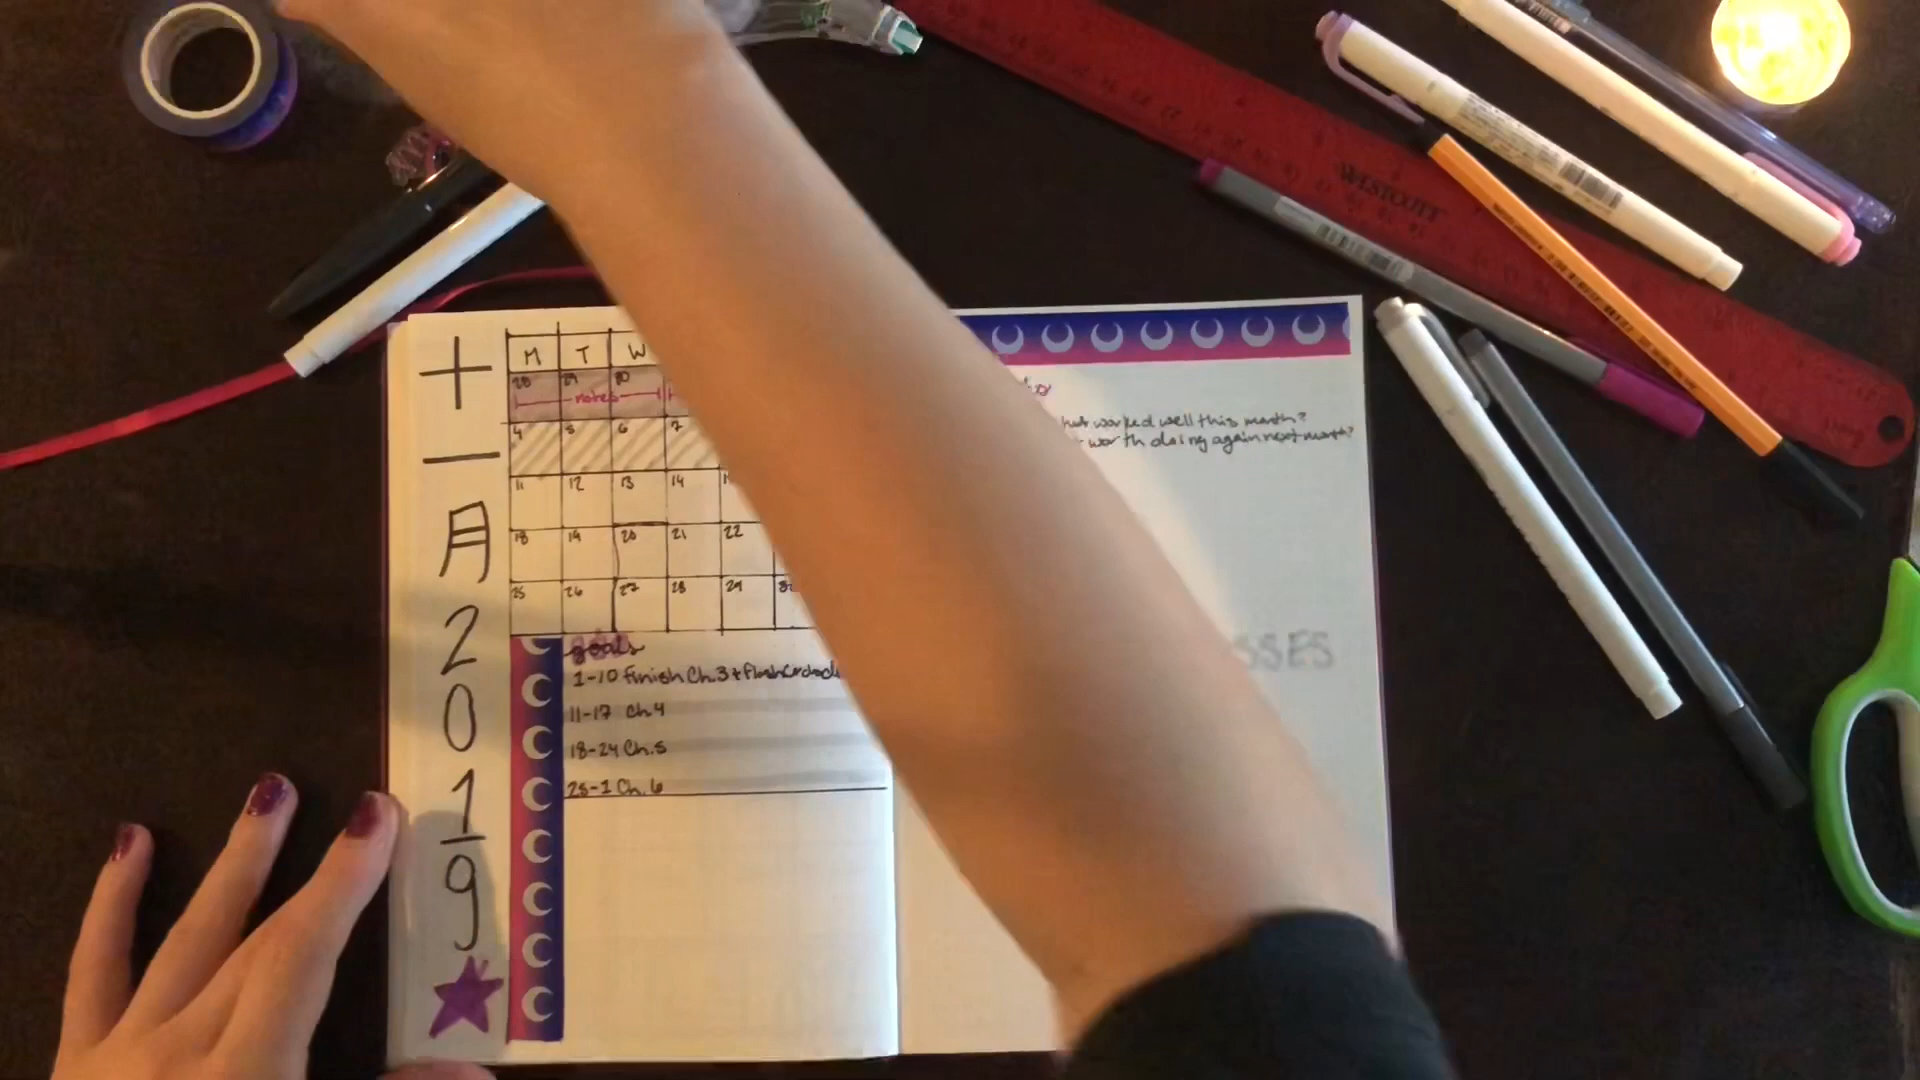 十
一
月
2
0
1
9
M T W
28 29 30
notes
4 5 6 7
11 12 13 14
18 19 20 21 22
25 26 27 28 29
goals
1-10 Finish Ch.3 +
11-17 Ch.4
18-24 Ch.5
25-1 Ch.6
worked well this month?
worth doing again next month?
SSES
WESTCOTT